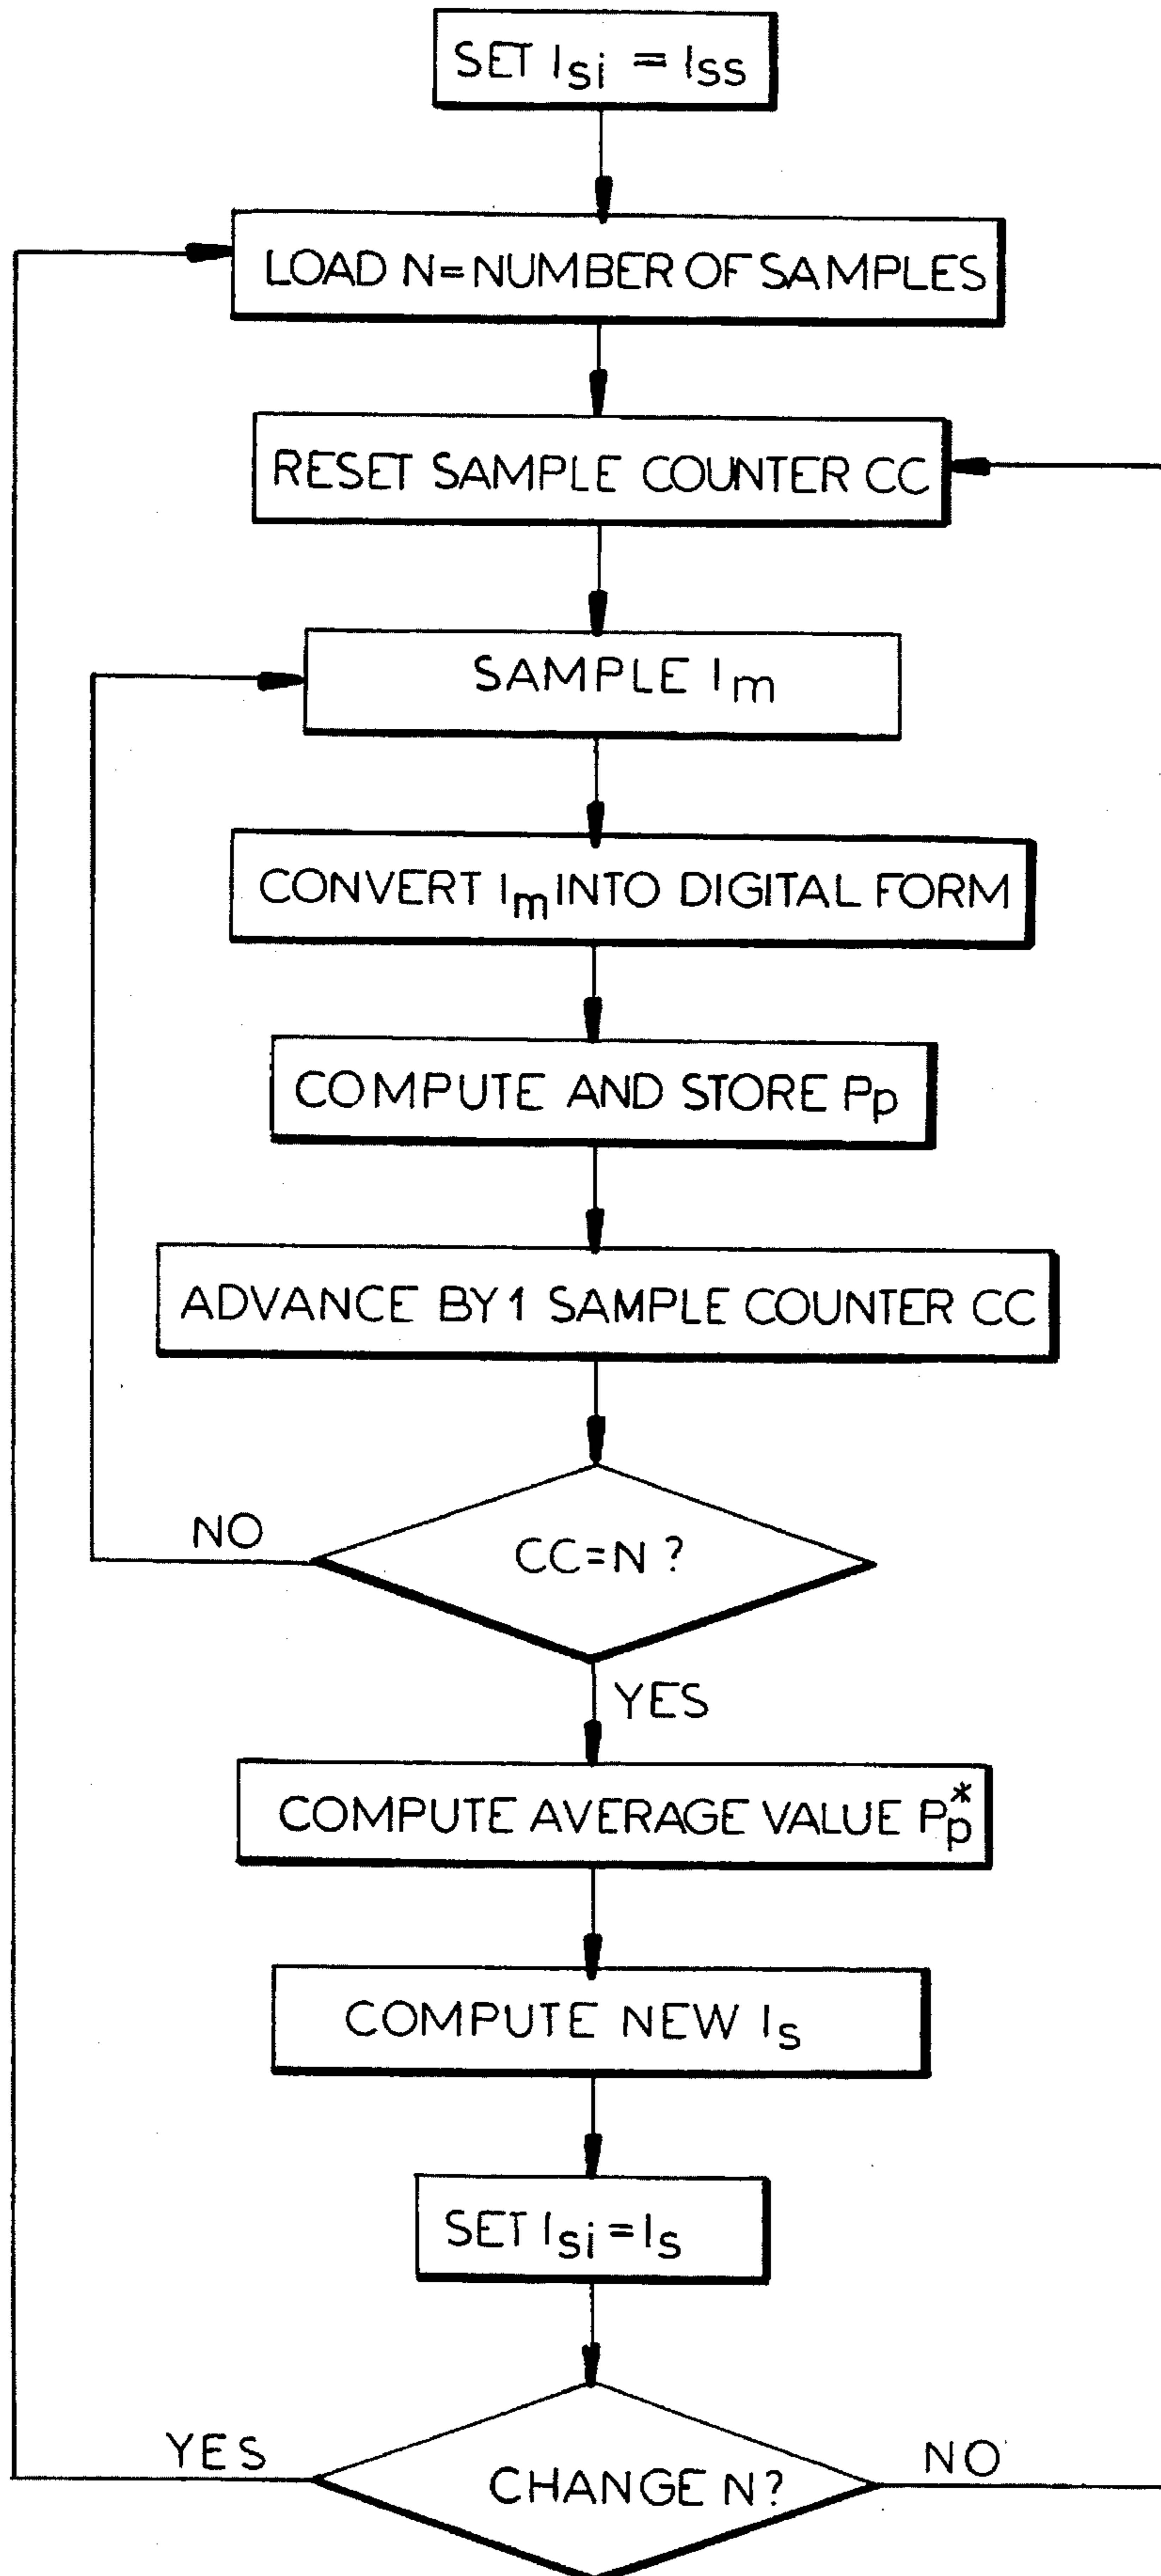 SET Isi = Iss
LOAD N=NUMBER OF SAMPLES
RESET SAMPLE COUNTER CC
SAMPLE Im
CONVERT Im INTO DIGITAL FORM
COMPUTE AND STORE Pp
ADVANCE BY 1 SAMPLE COUNTER CC
NO
CC=N ?
YES
COMPUTE AVERAGE VALUE Pp*
COMPUTE NEW Is
SET Isi=Is
YES
CHANGE N?
NO